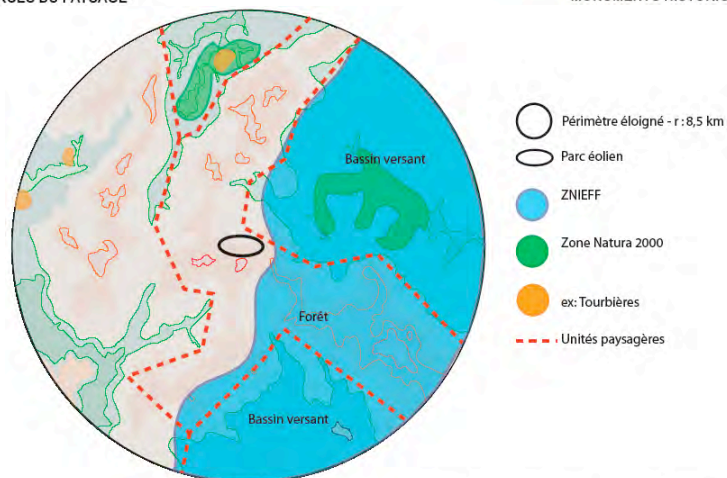 Bassin versant
Forêt
Bassin versant
Périmètre éloigné - r : 8,5 km
Parc éolien
ZNIEFF
Zone Natura 2000
ex: Tourbières
Unités paysagères